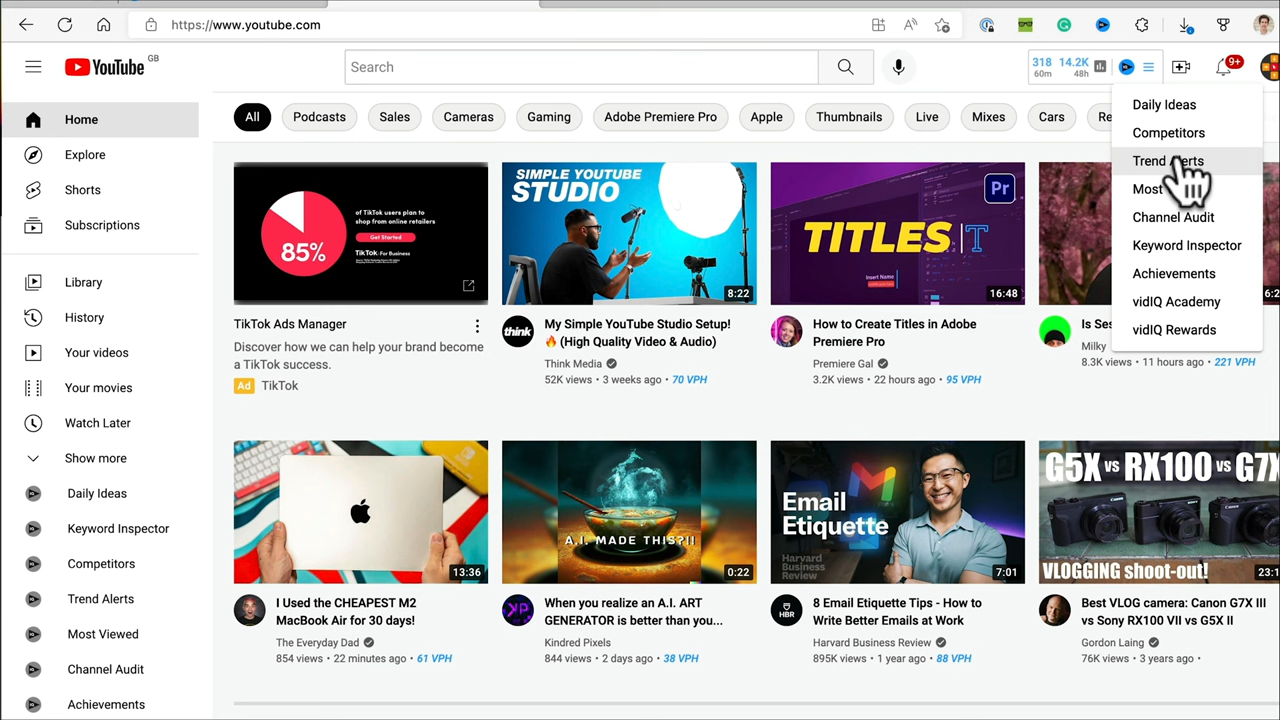 https://www.youtube.com
YouTube GB
Search
318 14.2K
60m 48h
9+
All Podcasts Sales Cameras Gaming Adobe Premiere Pro Apple Thumbnails Live Mixes Cars Re
Daily Ideas
Competitors
Trend Alerts
Most
Channel Audit
Keyword Inspector
Achievements
vidIQ Academy
vidIQ Rewards
Home
Explore
Shorts
Subscriptions
Library
History
Your videos
Your movies
Watch Later
Show more
Daily Ideas
Keyword Inspector
Competitors
Trend Alerts
Most Viewed
Channel Audit
Achievements
85%
of TikTok users plan to
shop from online retailers
Get Started
TikTok: For Business
TikTok Ads Manager
Discover how we can help your brand become
a TikTok success.
Ad TikTok
SIMPLE YOUTUBE
STUDIO
8:22
think
My Simple YouTube Studio Setup!
🔥 (High Quality Video & Audio)
Think Media
52K views • 3 weeks ago • 70 VPH
Pr
TITLES T
Insert Name
16:48
How to Create Titles in Adobe
Premiere Pro
Premiere Gal
3.2K views • 22 hours ago • 95 VPH
6:2
Is Ses
Milky
8.3K views • 11 hours ago • 221 VPH
13:36
I Used the CHEAPEST M2
MacBook Air for 30 days!
The Everyday Dad
854 views • 22 minutes ago • 61 VPH
A.I. MADE THIS?!!
0:22
KP
When you realize an A.I. ART
GENERATOR is better than you...
Kindred Pixels
844 views • 2 days ago • 38 VPH
Email
Etiquette
Harvard
Business
Review
7:01
HBR
8 Email Etiquette Tips - How to
Write Better Emails at Work
Harvard Business Review
895K views • 1 year ago • 88 VPH
G5X vs RX100 vs G7X
VLOGGING shoot-out!
23:1
Best VLOG camera: Canon G7X III
vs Sony RX100 VII vs G5X II
Gordon Laing
76K views • 3 years ago •